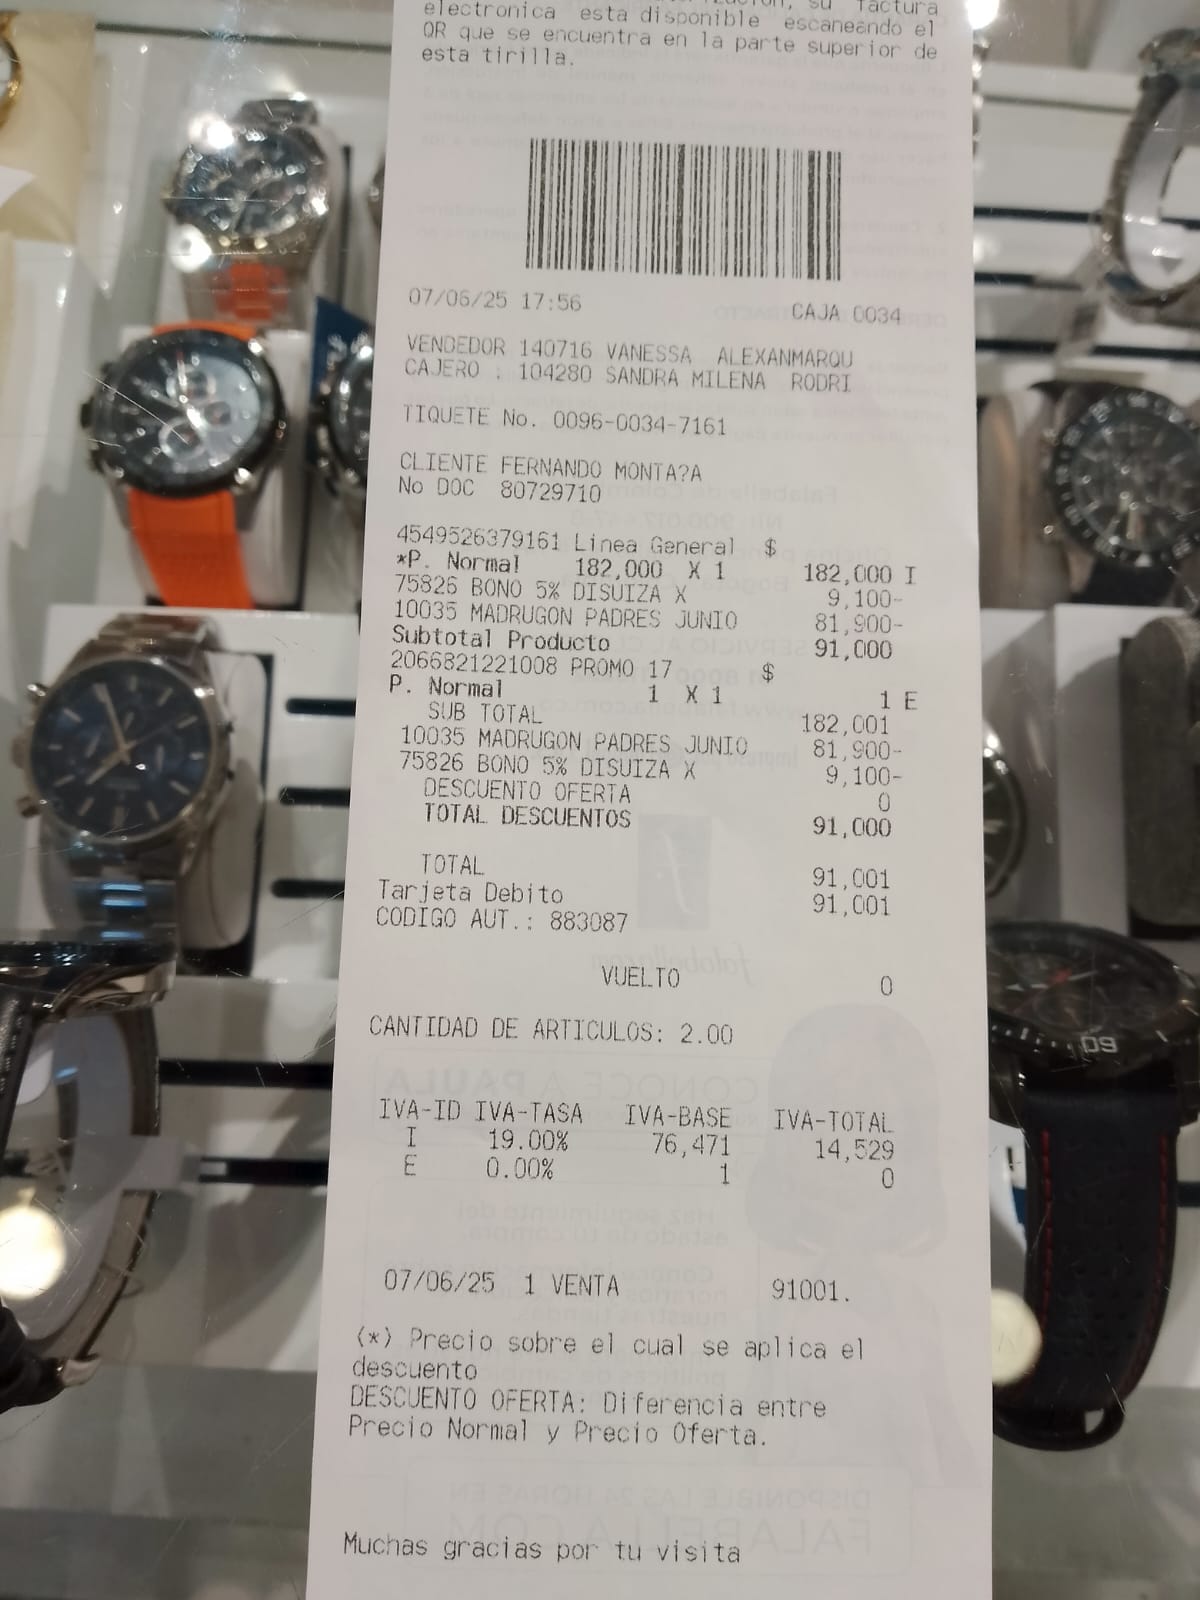 su factura
electronica esta disponible escaneando el
QR que se encuentra en la parte superior de
esta tirilla.
07/06/25 17:56 CAJA 0034
VENDEDOR 140716 VANESSA ALEXANMARQU
CAJERO : 104280 SANDRA MILENA RODRI
TIQUETE No. 0096-0034-7161
CLIENTE FERNANDO MONTA?A
No DOC 80729710
4549526379161 Linea General $
*P. Normal 182,000 X 1 182,000 I
75826 BONO 5% DISUIZA X 9,100-
10035 MADRUGON PADRES JUNIO 81,900-
Subtotal Producto 91,000
2066821221008 PROMO 17 $
P. Normal 1 X 1 1 E
SUB TOTAL 182,001
10035 MADRUGON PADRES JUNIO 81,900-
75826 BONO 5% DISUIZA X 9,100-
DESCUENTO OFERTA 0
TOTAL DESCUENTOS 91,000
TOTAL 91,001
Tarjeta Debito 91,001
CODIGO AUT.: 883087
VUELTO 0
CANTIDAD DE ARTICULOS: 2.00
IVA-ID IVA-TASA IVA-BASE IVA-TOTAL
I 19.00% 76,471 14,529
E 0.00% 1 0
07/06/25 1 VENTA 91001.
(*) Precio sobre el cual se aplica el
descuento
DESCUENTO OFERTA: Diferencia entre
Precio Normal y Precio Oferta.
Muchas gracias por tu visita